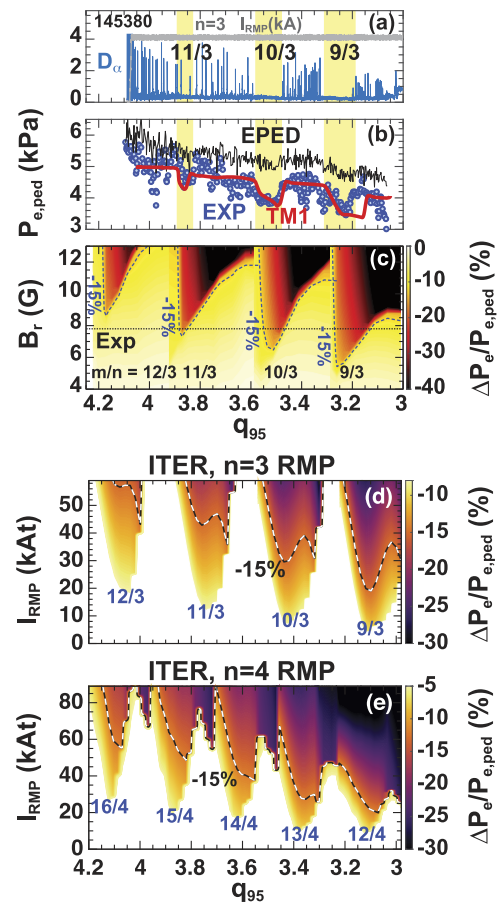 145380 n=3 I_RMP(kA) (a)
4
2
0
D_α
11/3 10/3 9/3
P_e,ped (kPa)
6
5
4
3
EPED (b)
EXP TM1
B_r (G)
12
10
8
6
4
(c)
-15% -15% -15% -15%
Exp
m/n = 12/3 11/3 10/3 9/3
4.2 4 3.8 3.6 3.4 3.2 3
q_95
0
-10
-20
-30
-40
ΔP_e/P_e,ped (%)
ITER, n=3 RMP
I_RMP (kAt)
50
40
30
20
10
0
(d)
-15%
12/3 11/3 10/3 9/3
-10
-15
-20
-25
-30
ΔP_e/P_e,ped (%)
ITER, n=4 RMP
I_RMP (kAt)
80
60
40
20
0
(e)
-15%
16/4 15/4 14/4 13/4 12/4
4.2 4 3.8 3.6 3.4 3.2 3
q_95
-5
-10
-15
-20
-25
-30
ΔP_e/P_e,ped (%)